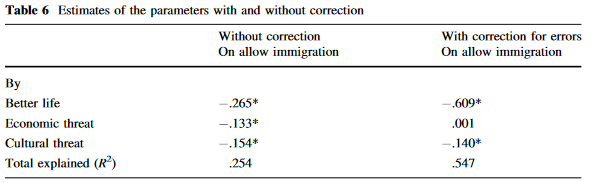 Table 6 Estimates of the parameters with and without correction
Without correction With correction for errors
On allow immigration On allow immigration
By
Better life −.265* −.609*
Economic threat −.133* .001
Cultural threat −.154* −.140*
Total explained (R²) .254 .547